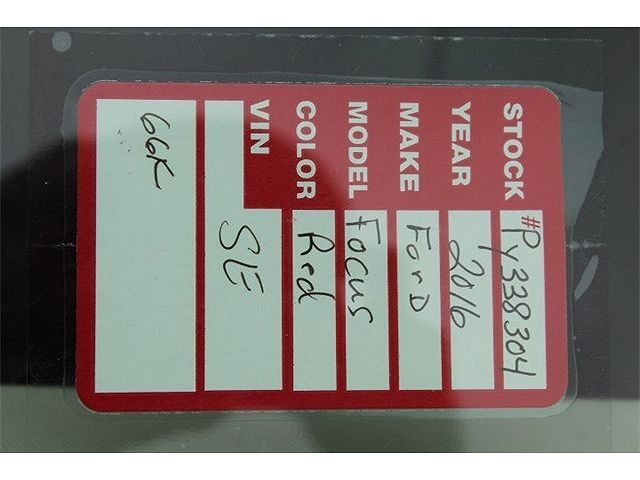 STOCK #PY338304
YEAR 2016
MAKE FORD
MODEL Focus
COLOR Red
VIN SE
66K